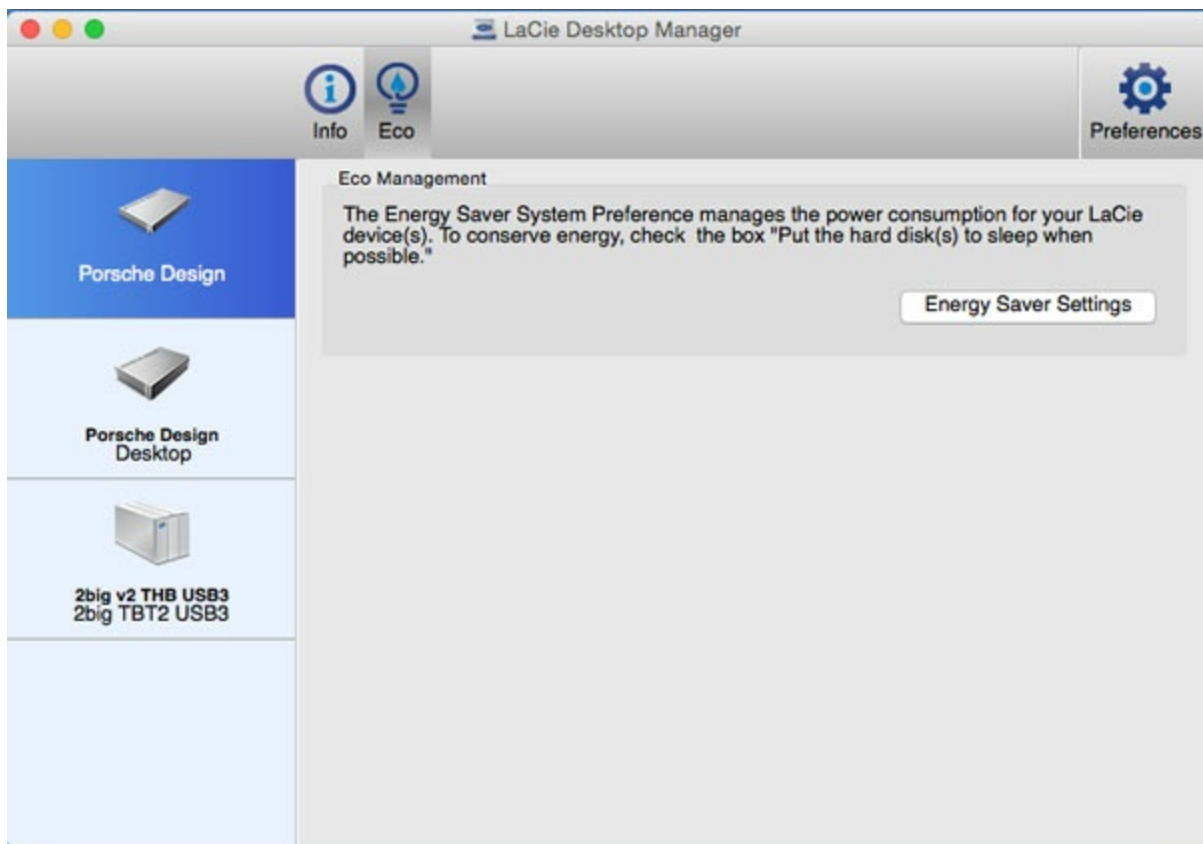 LaCie Desktop Manager
Info
Eco
Preferences
Porsche Design
Porsche Design
Desktop
2big v2 THB USB3
2big TBT2 USB3
Eco Management
The Energy Saver System Preference manages the power consumption for your LaCie
device(s). To conserve energy, check  the box "Put the hard disk(s) to sleep when
possible."
Energy Saver Settings